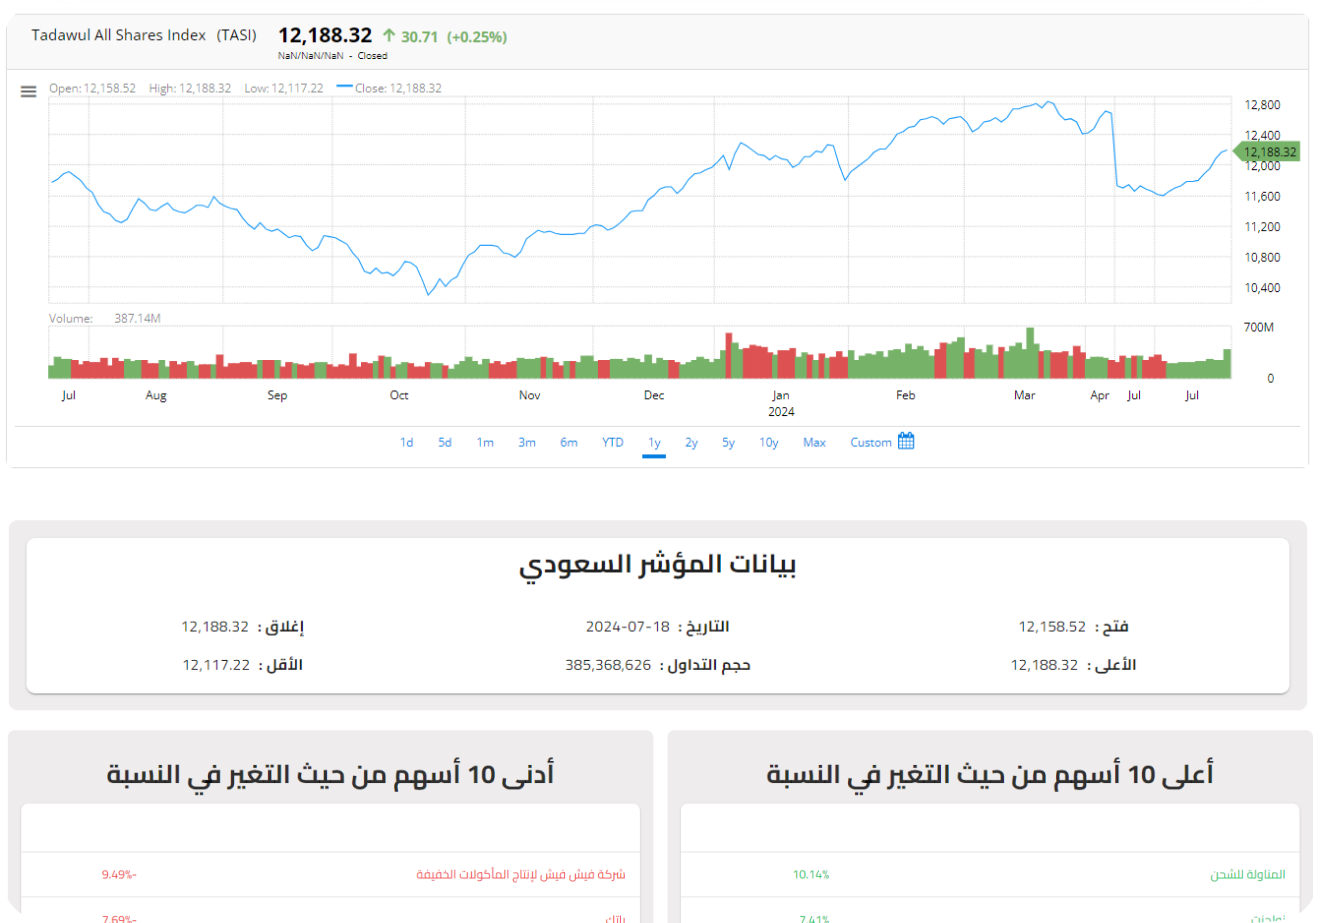 Tadawul All Shares Index (TASI) 12,188.32 ↑ 30.71 (+0.25%)
NaN/NaN/NaN - Closed
Open: 12,158.52 High: 12,188.32 Low: 12,117.22 Close: 12,188.32
12,800
12,400
12,188.32
12,000
11,600
11,200
10,800
10,400
Volume: 387.14M
700M
0
Jul Aug Sep Oct Nov Dec Jan Feb Mar Apr Jul Jul
2024
1d 5d 1m 3m 6m YTD 1y 2y 5y 10y Max Custom
بيانات المؤشر السعودي
فتح : 12,158.52 التاريخ : 2024-07-18 إغلاق : 12,188.32
الأعلى : 12,188.32 حجم التداول : 385,368,626 الأقل : 12,117.22
أعلى 10 أسهم من حيث التغير في النسبة
المناولة للشحن 10.14%
7.41%
أدنى 10 أسهم من حيث التغير في النسبة
شركة فيش فيش لإنتاج المأكولات الخفيفة 9.49%-
باتك 7.69%-